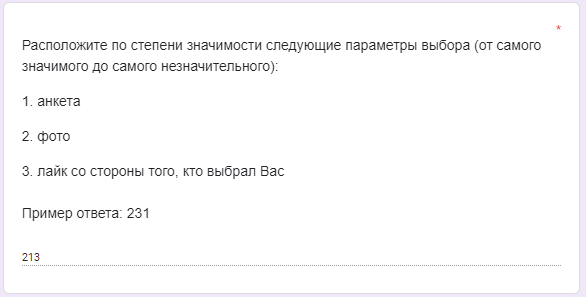 *
Расположите по степени значимости следующие параметры выбора (от самого
значимого до самого незначительного):
1. анкета
2. фото
3. лайк со стороны того, кто выбрал Вас
Пример ответа: 231
213